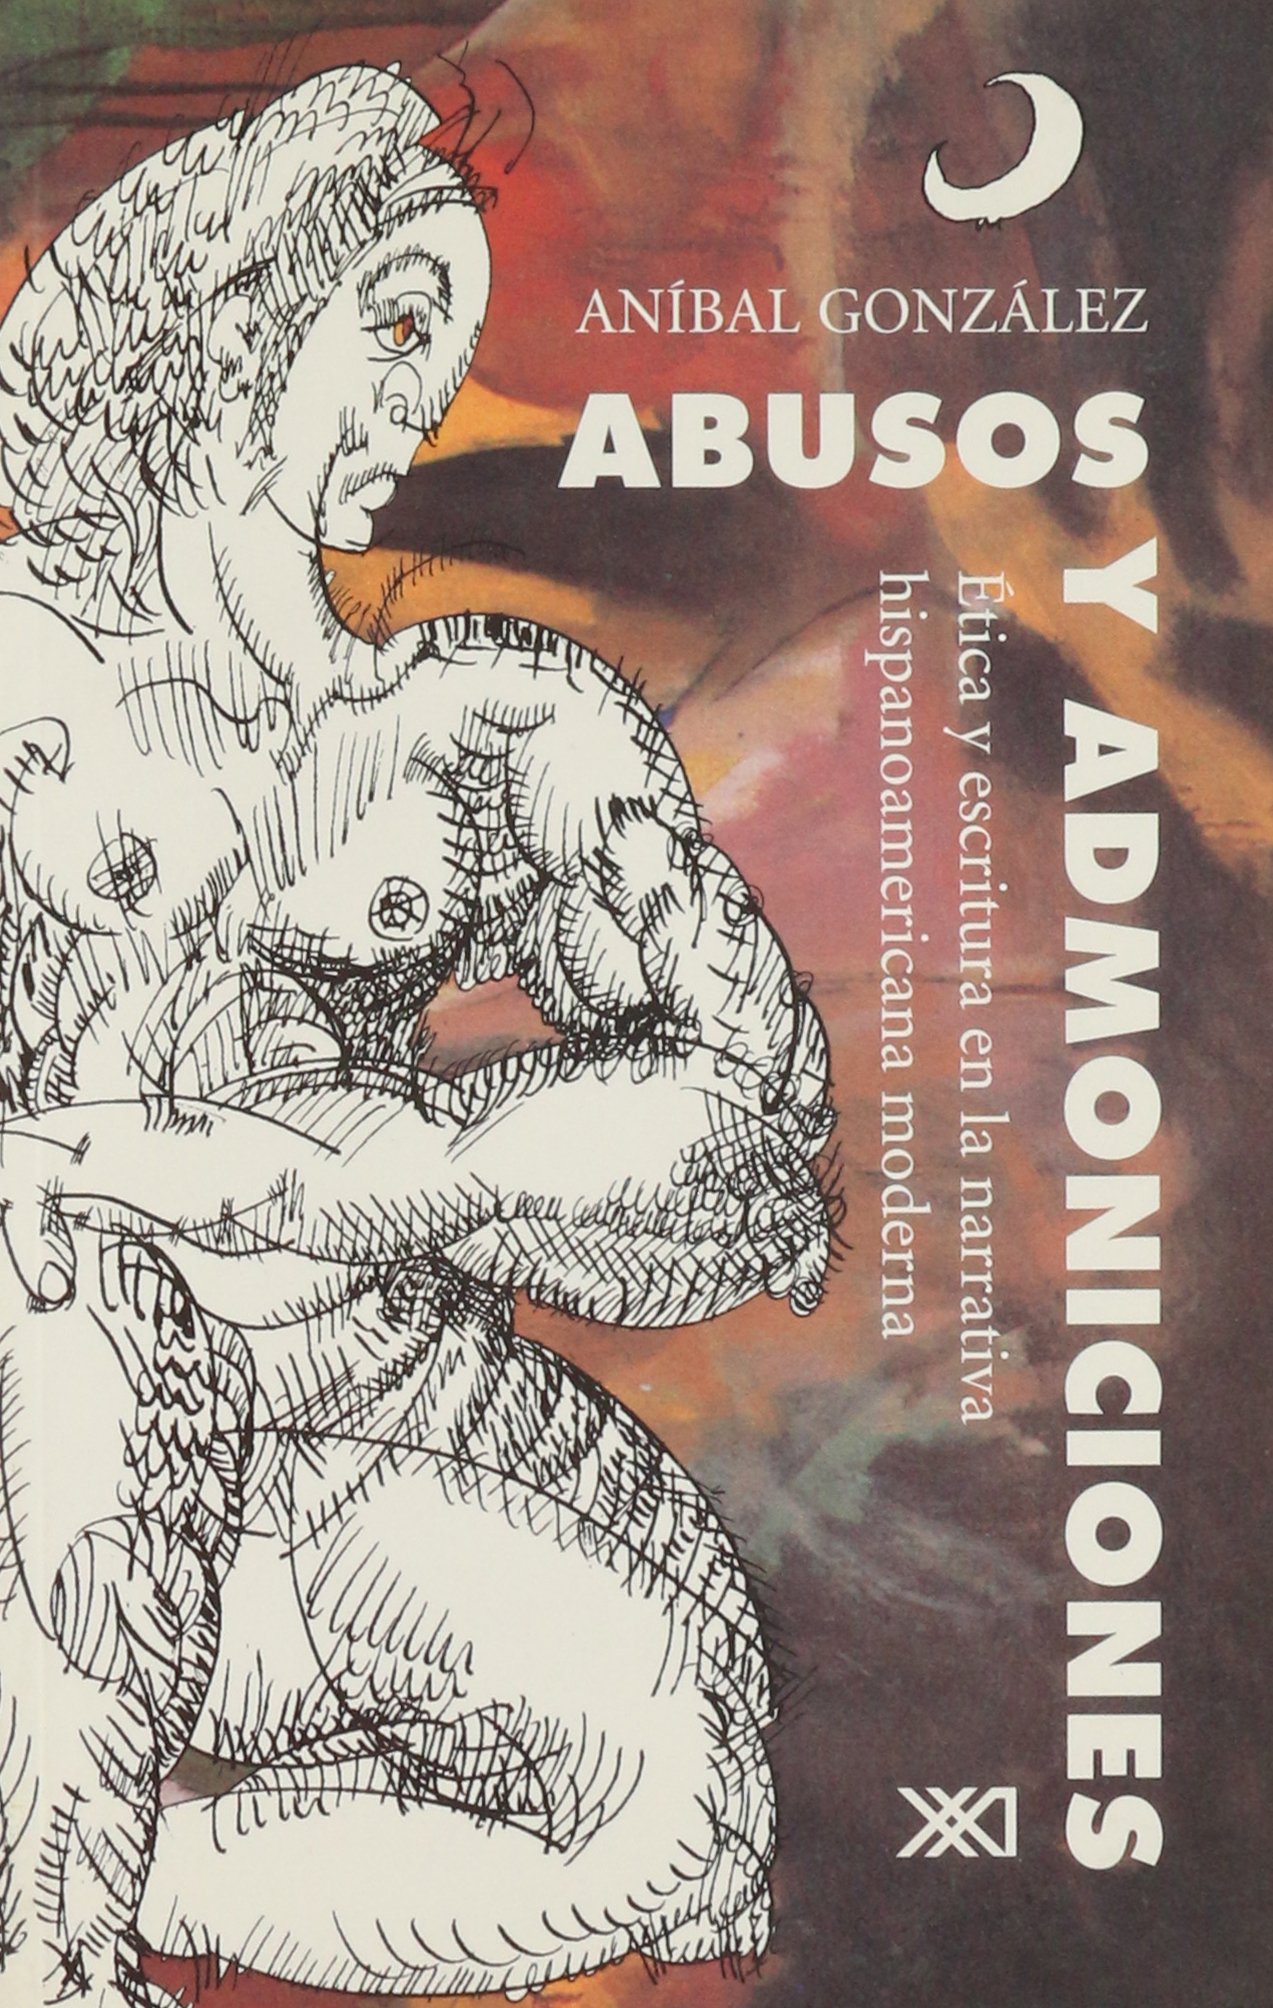 ANÍBAL GONZÁLEZ
ABUSOS
Y ADMONICIONES
Ética y escritura en la narrativa
hispanoamericana moderna